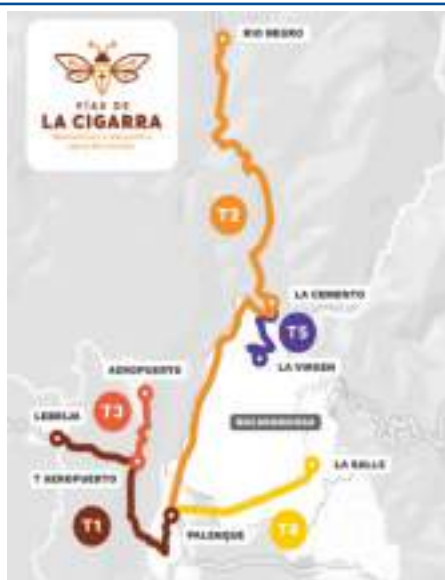 RIO NEGRO
VÍAS DE
LA CIGARRA
T2
LA CEMENTO
T5
LA VIRGEN
AEROPUERTO
LEBRIJA
T3
BUCARAMANGA
LA SALLE
T AEROPUERTO
T1
PALENQUE
T4